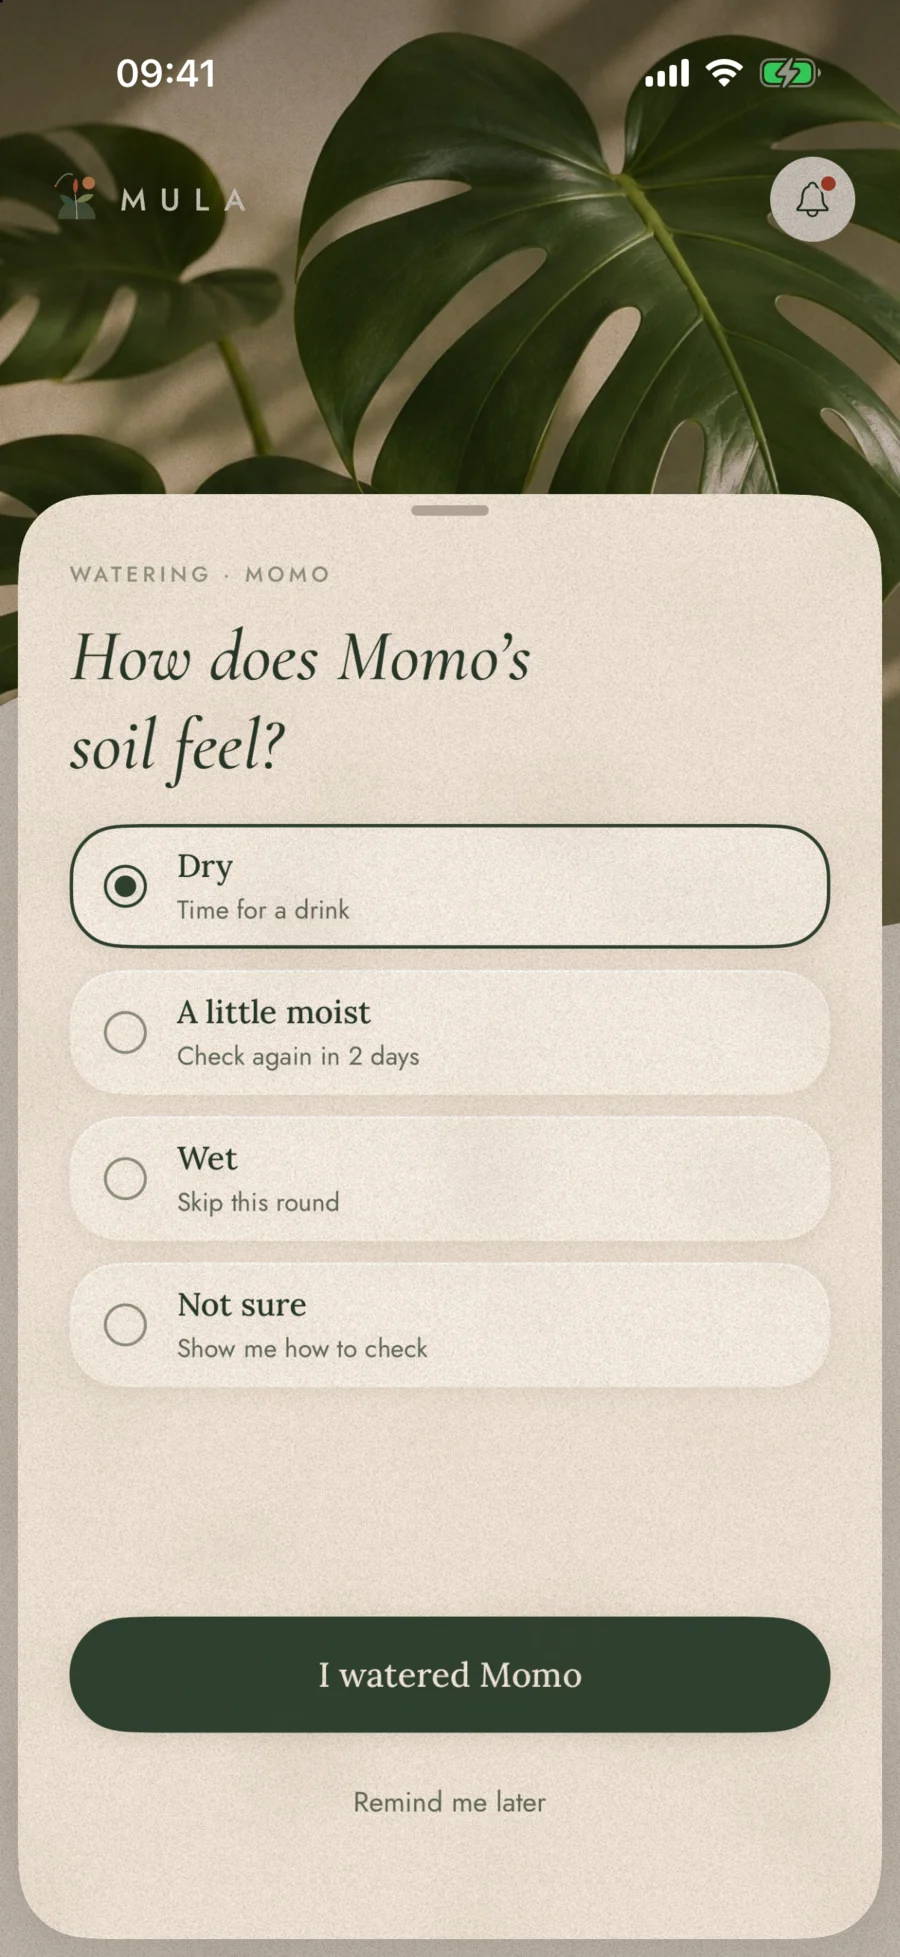 09:41
MULA
WATERING · MOMO
How does Momo’s
soil feel?
Dry
Time for a drink
A little moist
Check again in 2 days
Wet
Skip this round
Not sure
Show me how to check
I watered Momo
Remind me later